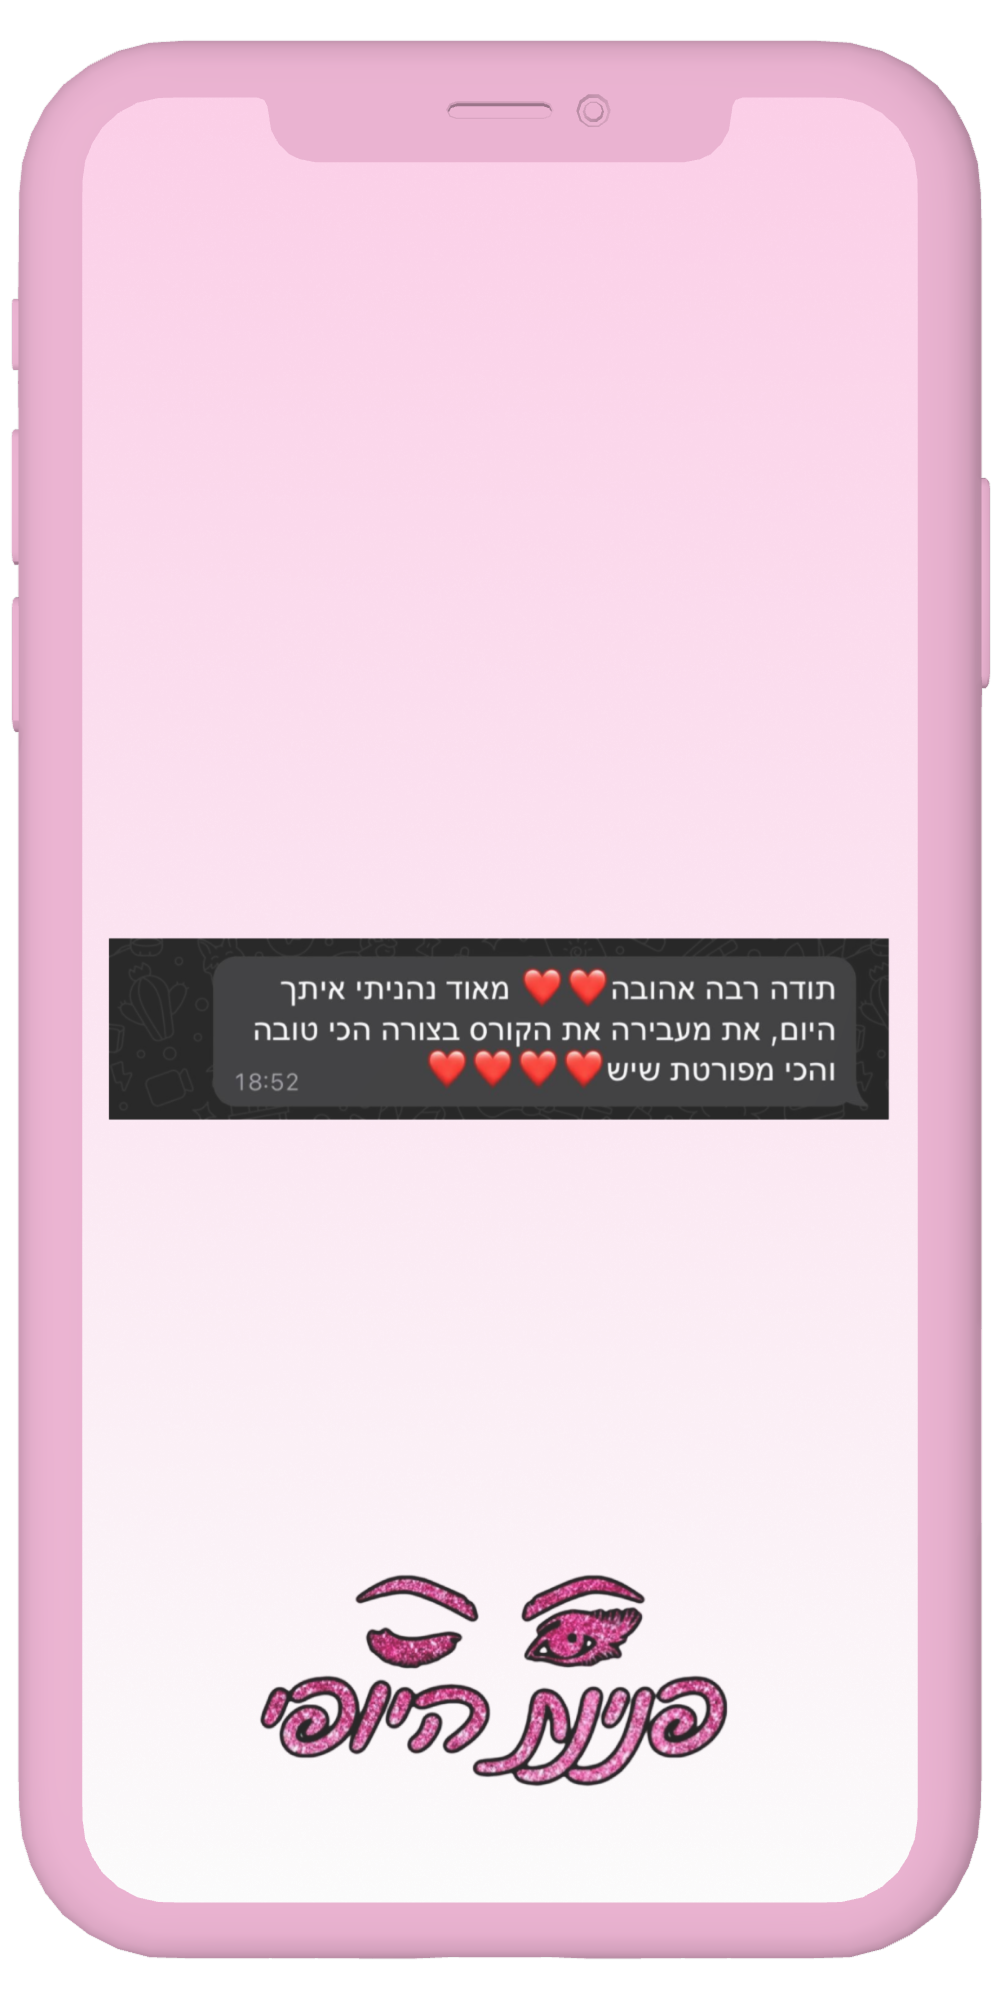 תודה רבה אהובה❤️❤️ מאוד נהניתי איתך
היום, את מעבירה את הקורס בצורה הכי טובה
והכי מפורטת שיש❤️❤️❤️❤️
18:52
פינת היופי